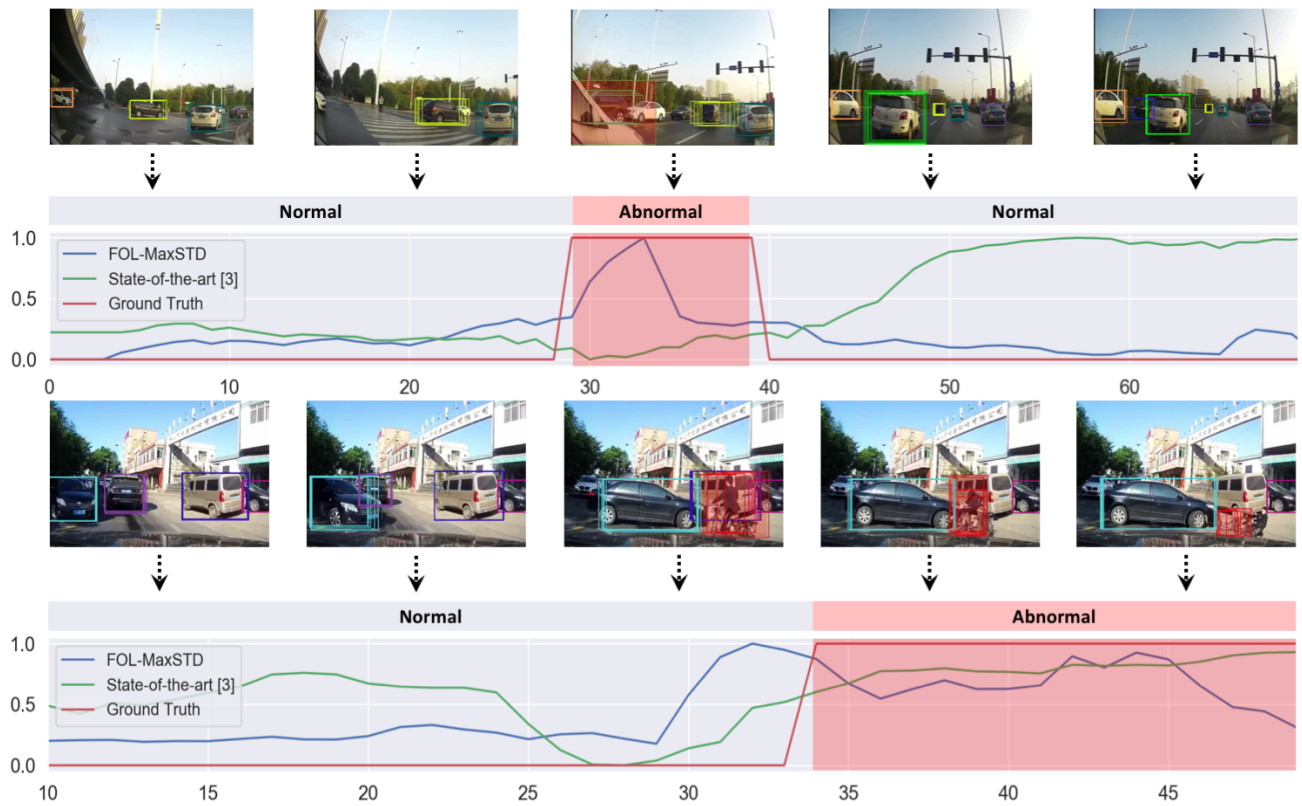 Normal Abnormal Normal
1.0
FOL-MaxSTD
State-of-the-art [3]
0.5
Ground Truth
0.0
0 10 20 30 40 50 60
Normal Abnormal
1.0
FOL-MaxSTD
State-of-the-art [3]
0.5
Ground Truth
0.0
10 15 20 25 30 35 40 45